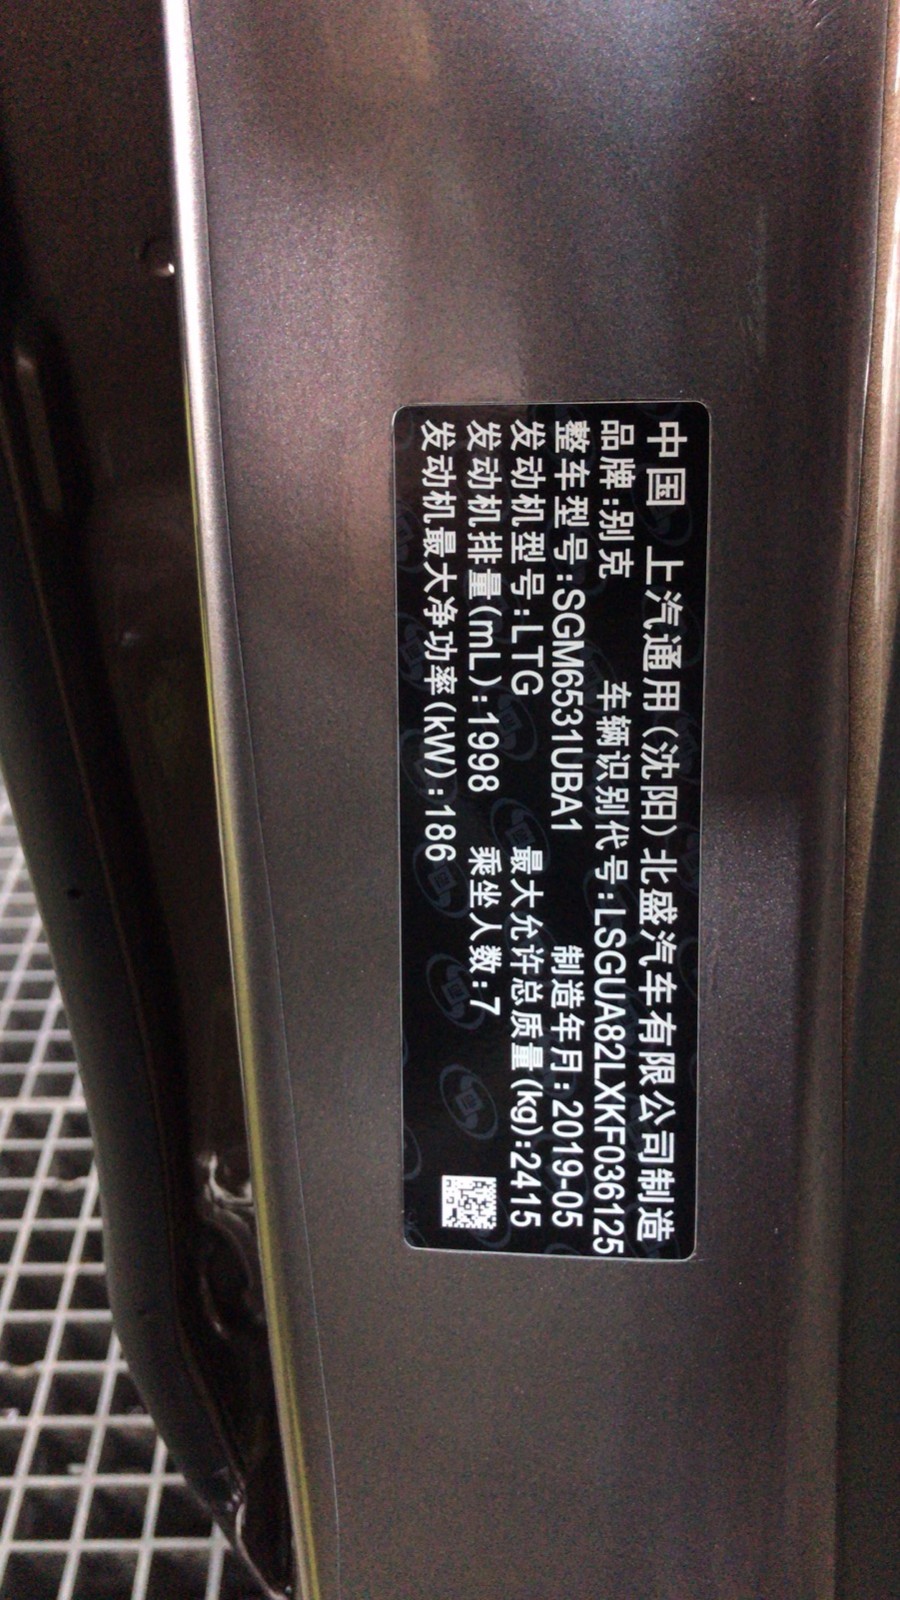 中国 上汽通用(沈阳)北盛汽车有限公司制造
品牌:别克 车辆识别代号:LSGUA82LXKF036125
整车型号:SGM6531UBA1 制造年月:2019-05
发动机型号:LTG 最大允许总质量(kg):2415
发动机排量(mL):1998 乘坐人数:7
发动机最大净功率(kW):186